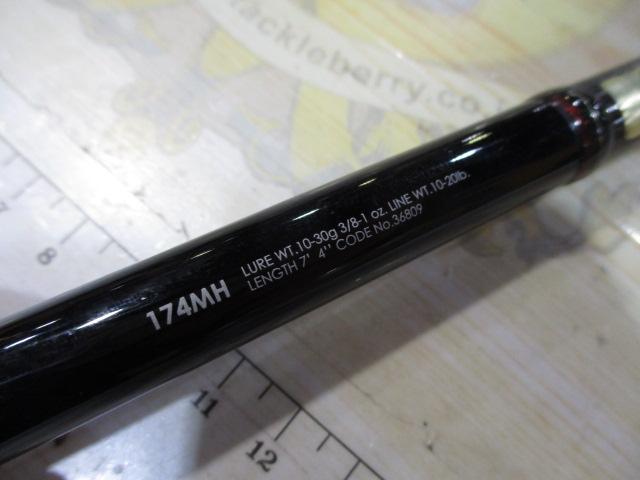 tackleberry.co.
7
8
174MH
LURE WT.10-30g 3/8-1 oz. LINE WT.10-20lb.
LENGTH 7' 4'' CODE No.36809
11
12